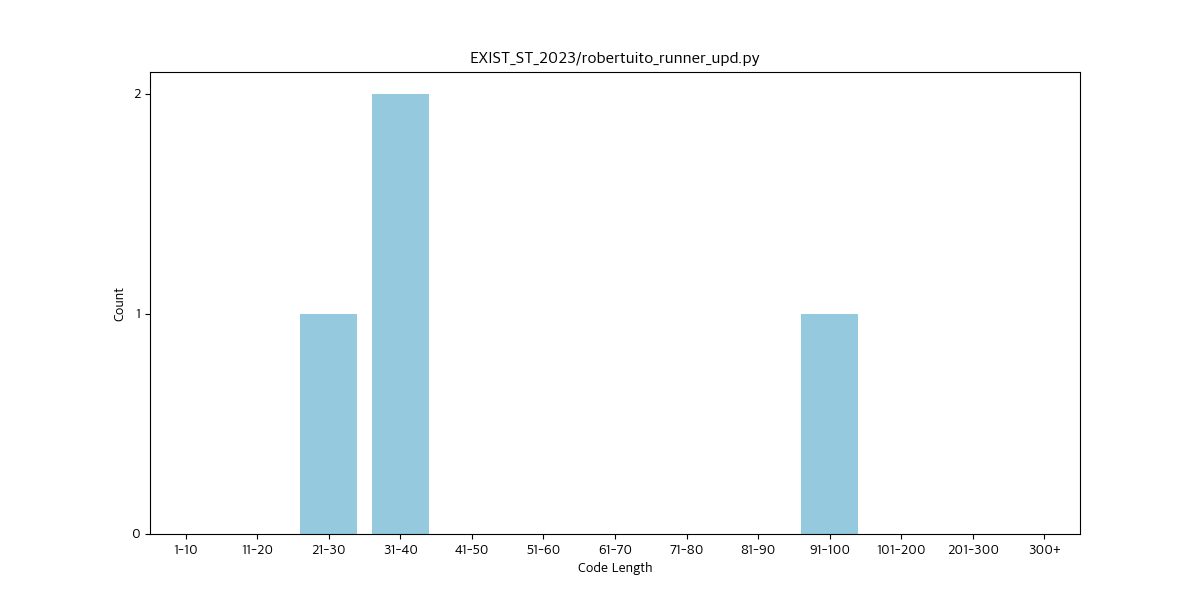 EXIST_ST_2023/robertuito_runner_upd.py
2
1
0
Count
1-10 11-20 21-30 31-40 41-50 51-60 61-70 71-80 81-90 91-100 101-200 201-300 300+
Code Length